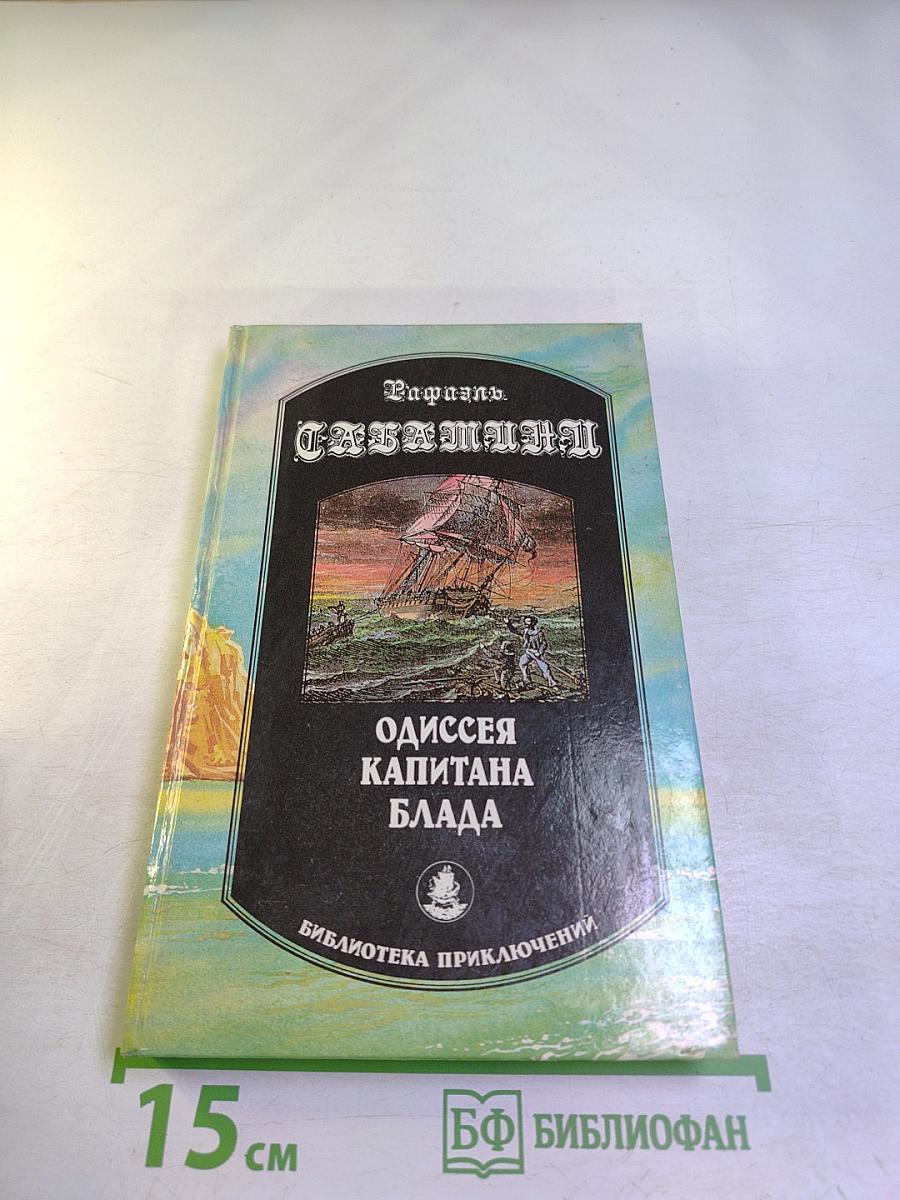 Рафаэль
САБАТИНИ
ОДИССЕЯ
КАПИТАНА
БЛАДА
БИБЛИОТЕКА ПРИКЛЮЧЕНИЙ
15 см
БФ БИБЛИОФАН